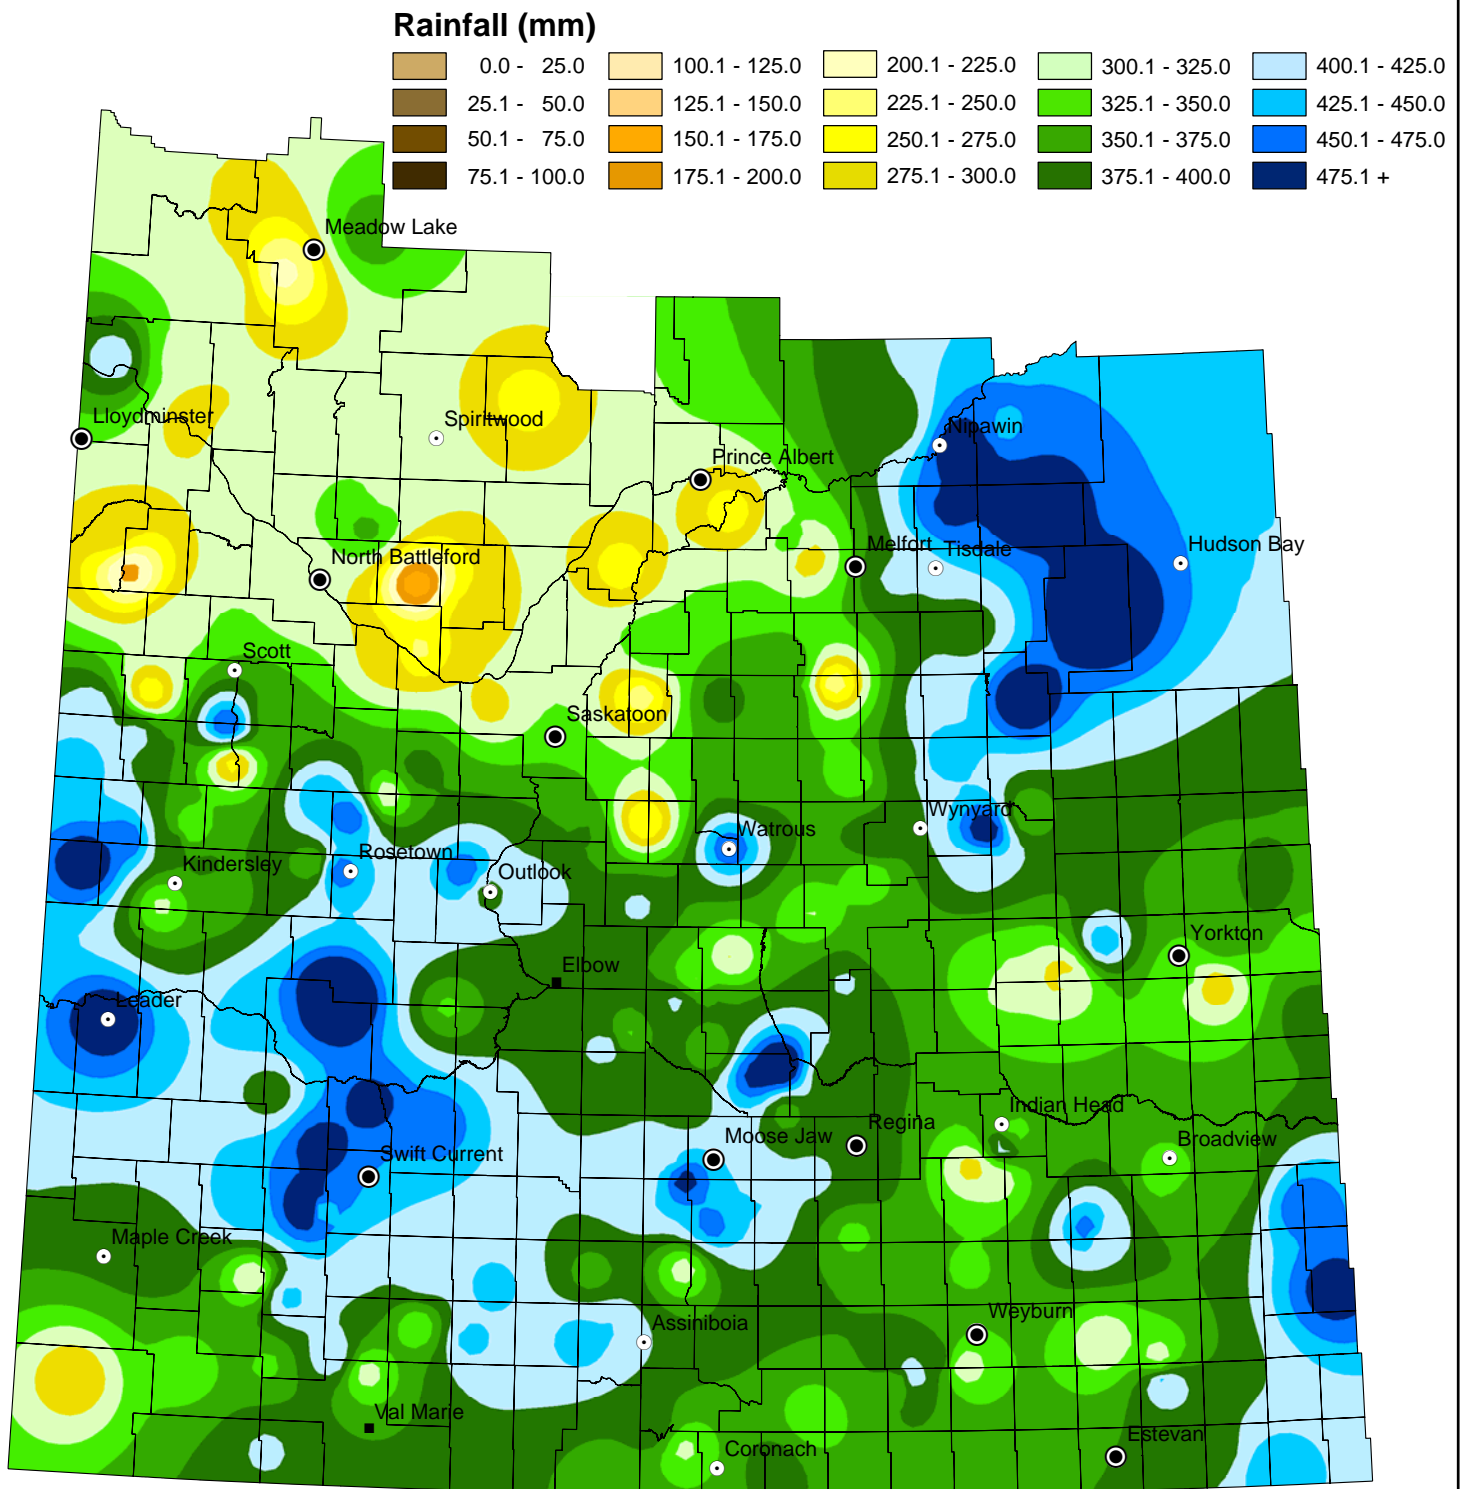 Rainfall (mm)
0.0 - 25.0 100.1 - 125.0 200.1 - 225.0 300.1 - 325.0 400.1 - 425.0
25.1 - 50.0 125.1 - 150.0 225.1 - 250.0 325.1 - 350.0 425.1 - 450.0
50.1 - 75.0 150.1 - 175.0 250.1 - 275.0 350.1 - 375.0 450.1 - 475.0
75.1 - 100.0 175.1 - 200.0 275.1 - 300.0 375.1 - 400.0 475.1 +
Meadow Lake
Lloydminster
Spiritwood
Nipawin
Prince Albert
North Battleford
Melfort
Tisdale
Hudson Bay
Scott
Saskatoon
Wynyard
Watrous
Rosetown
Kindersley
Outlook
Yorkton
Elbow
Leader
Indian Head
Regina
Moose Jaw
Broadview
Swift Current
Maple Creek
Weyburn
Assiniboia
Val Marie
Estevan
Coronach